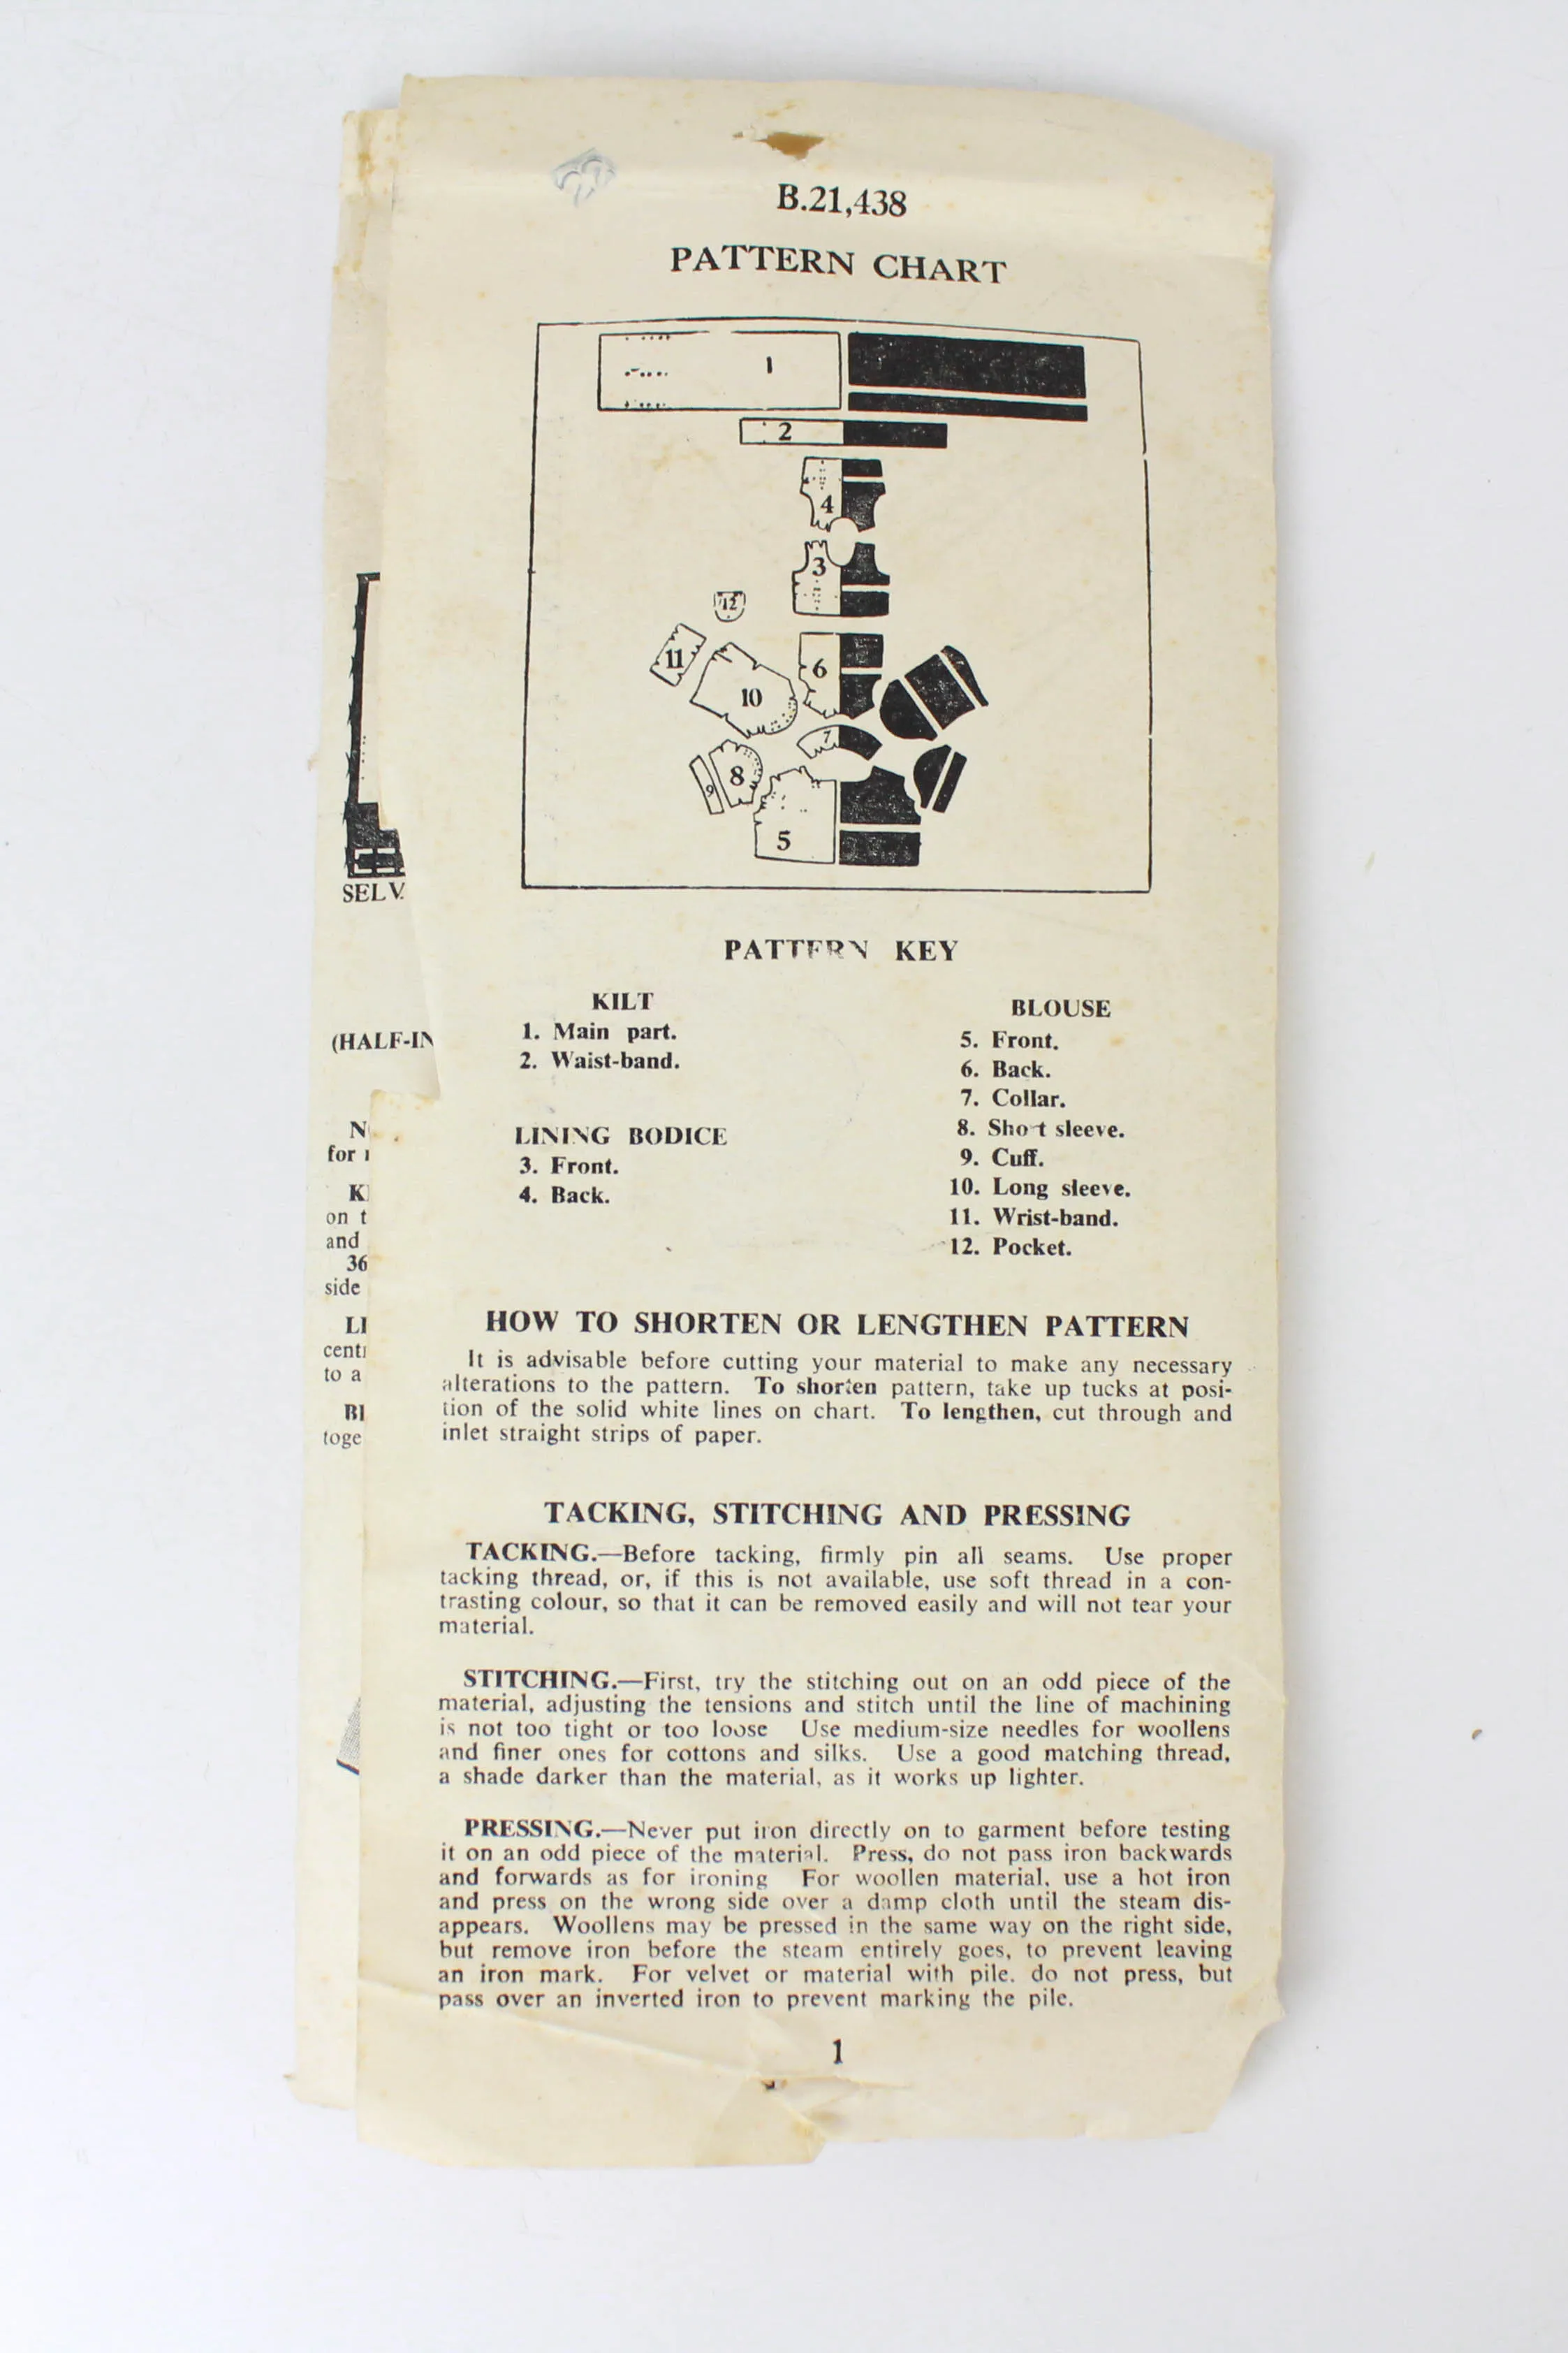 B.21,438
PATTERN CHART
1
2
4
3
12
11
10
6
7
8
9
5
SELV.
PATTERN KEY
KILT
1. Main part.
2. Waist-band.
LINING BODICE
3. Front.
4. Back.
BLOUSE
5. Front.
6. Back.
7. Collar.
8. Short sleeve.
9. Cuff.
10. Long sleeve.
11. Wrist-band.
12. Pocket.
(HALF-IN
for
on t
and
36
side
to a
toge
HOW TO SHORTEN OR LENGTHEN PATTERN
It is advisable before cutting your material to make any necessary
alterations to the pattern. To shorten pattern, take up tucks at posi-
tion of the solid white lines on chart. To lengthen, cut through and
inlet straight strips of paper.
TACKING, STITCHING AND PRESSING
TACKING.—Before tacking, firmly pin all seams. Use proper
tacking thread, or, if this is not available, use soft thread in a con-
trasting colour, so that it can be removed easily and will not tear your
material.
STITCHING.—First, try the stitching out on an odd piece of the
material, adjusting the tensions and stitch until the line of machining
is not too tight or too loose Use medium-size needles for woollens
and finer ones for cottons and silks. Use a good matching thread,
a shade darker than the material, as it works up lighter.
PRESSING.—Never put iron directly on to garment before testing
it on an odd piece of the material. Press, do not pass iron backwards
and forwards as for ironing For woollen material, use a hot iron
and press on the wrong side over a damp cloth until the steam dis-
appears. Woollens may be pressed in the same way on the right side,
but remove iron before the steam entirely goes, to prevent leaving
an iron mark. For velvet or material with pile. do not press, but
pass over an inverted iron to prevent marking the pile.
1